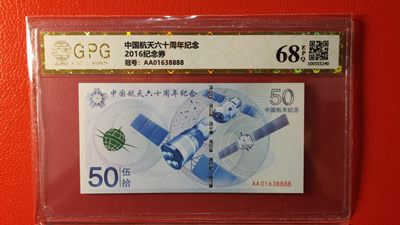 GPG
中国航天六十周年纪念
2016纪念券
冠号: AA01638888
68 EPQ
100555240
中国航天六十周年纪念
50
中国航天纪念
50 伍拾
AA01638888